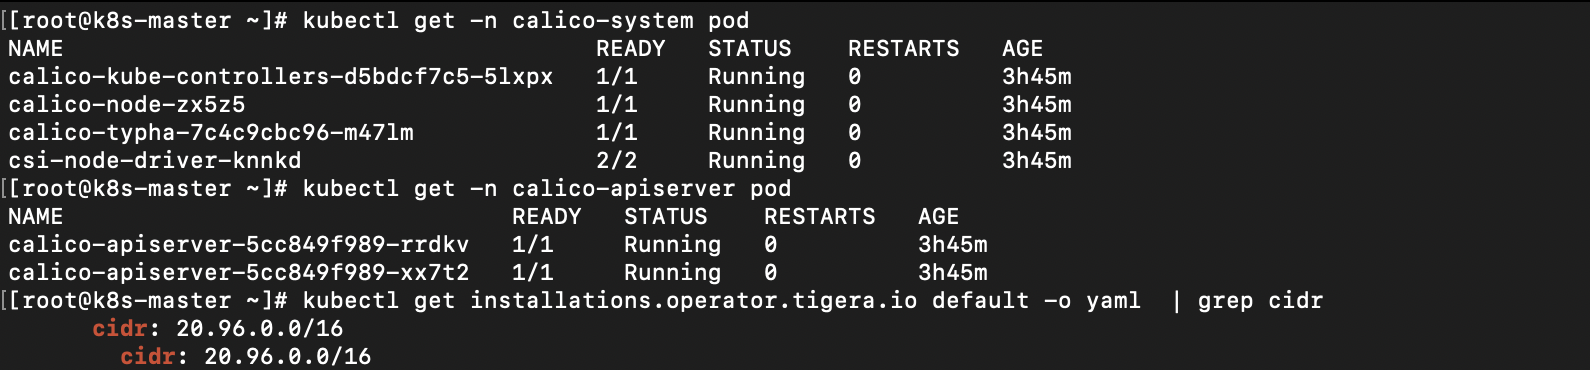 [[root@k8s-master ~]# kubectl get -n calico-system pod
NAME                                      READY   STATUS    RESTARTS   AGE
calico-kube-controllers-d5bdcf7c5-5lxpx   1/1     Running   0          3h45m
calico-node-zx5z5                         1/1     Running   0          3h45m
calico-typha-7c4c9cbc96-m47lm             1/1     Running   0          3h45m
csi-node-driver-knnkd                     2/2     Running   0          3h45m
[[root@k8s-master ~]# kubectl get -n calico-apiserver pod
NAME                                READY   STATUS    RESTARTS   AGE
calico-apiserver-5cc849f989-rrdkv   1/1     Running   0          3h45m
calico-apiserver-5cc849f989-xx7t2   1/1     Running   0          3h45m
[[root@k8s-master ~]# kubectl get installations.operator.tigera.io default -o yaml  | grep cidr
      cidr: 20.96.0.0/16
        cidr: 20.96.0.0/16